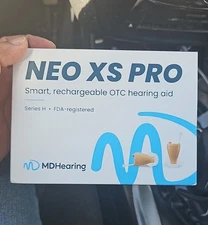 NEO XS PRO
Smart, rechargeable OTC hearing aid
Series H • FDA-registered
MDHearing